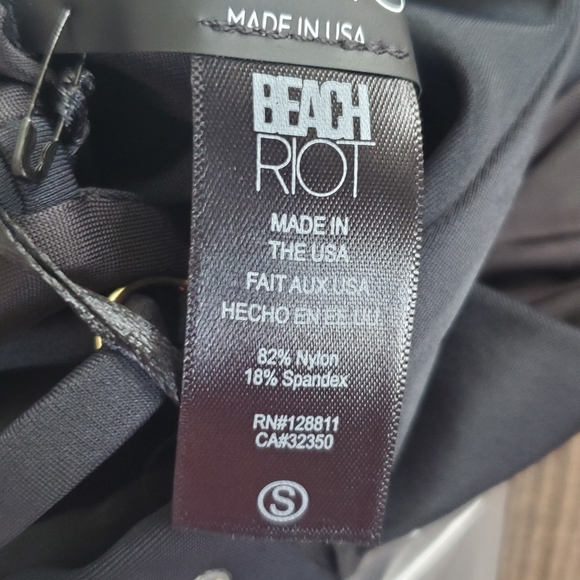 MADE IN USA
BEACH
RIOT
MADE IN
THE USA
FAIT AUX USA
HECHO EN EE UU
82% Nylon
18% Spandex
RN#128811
CA#32350
S